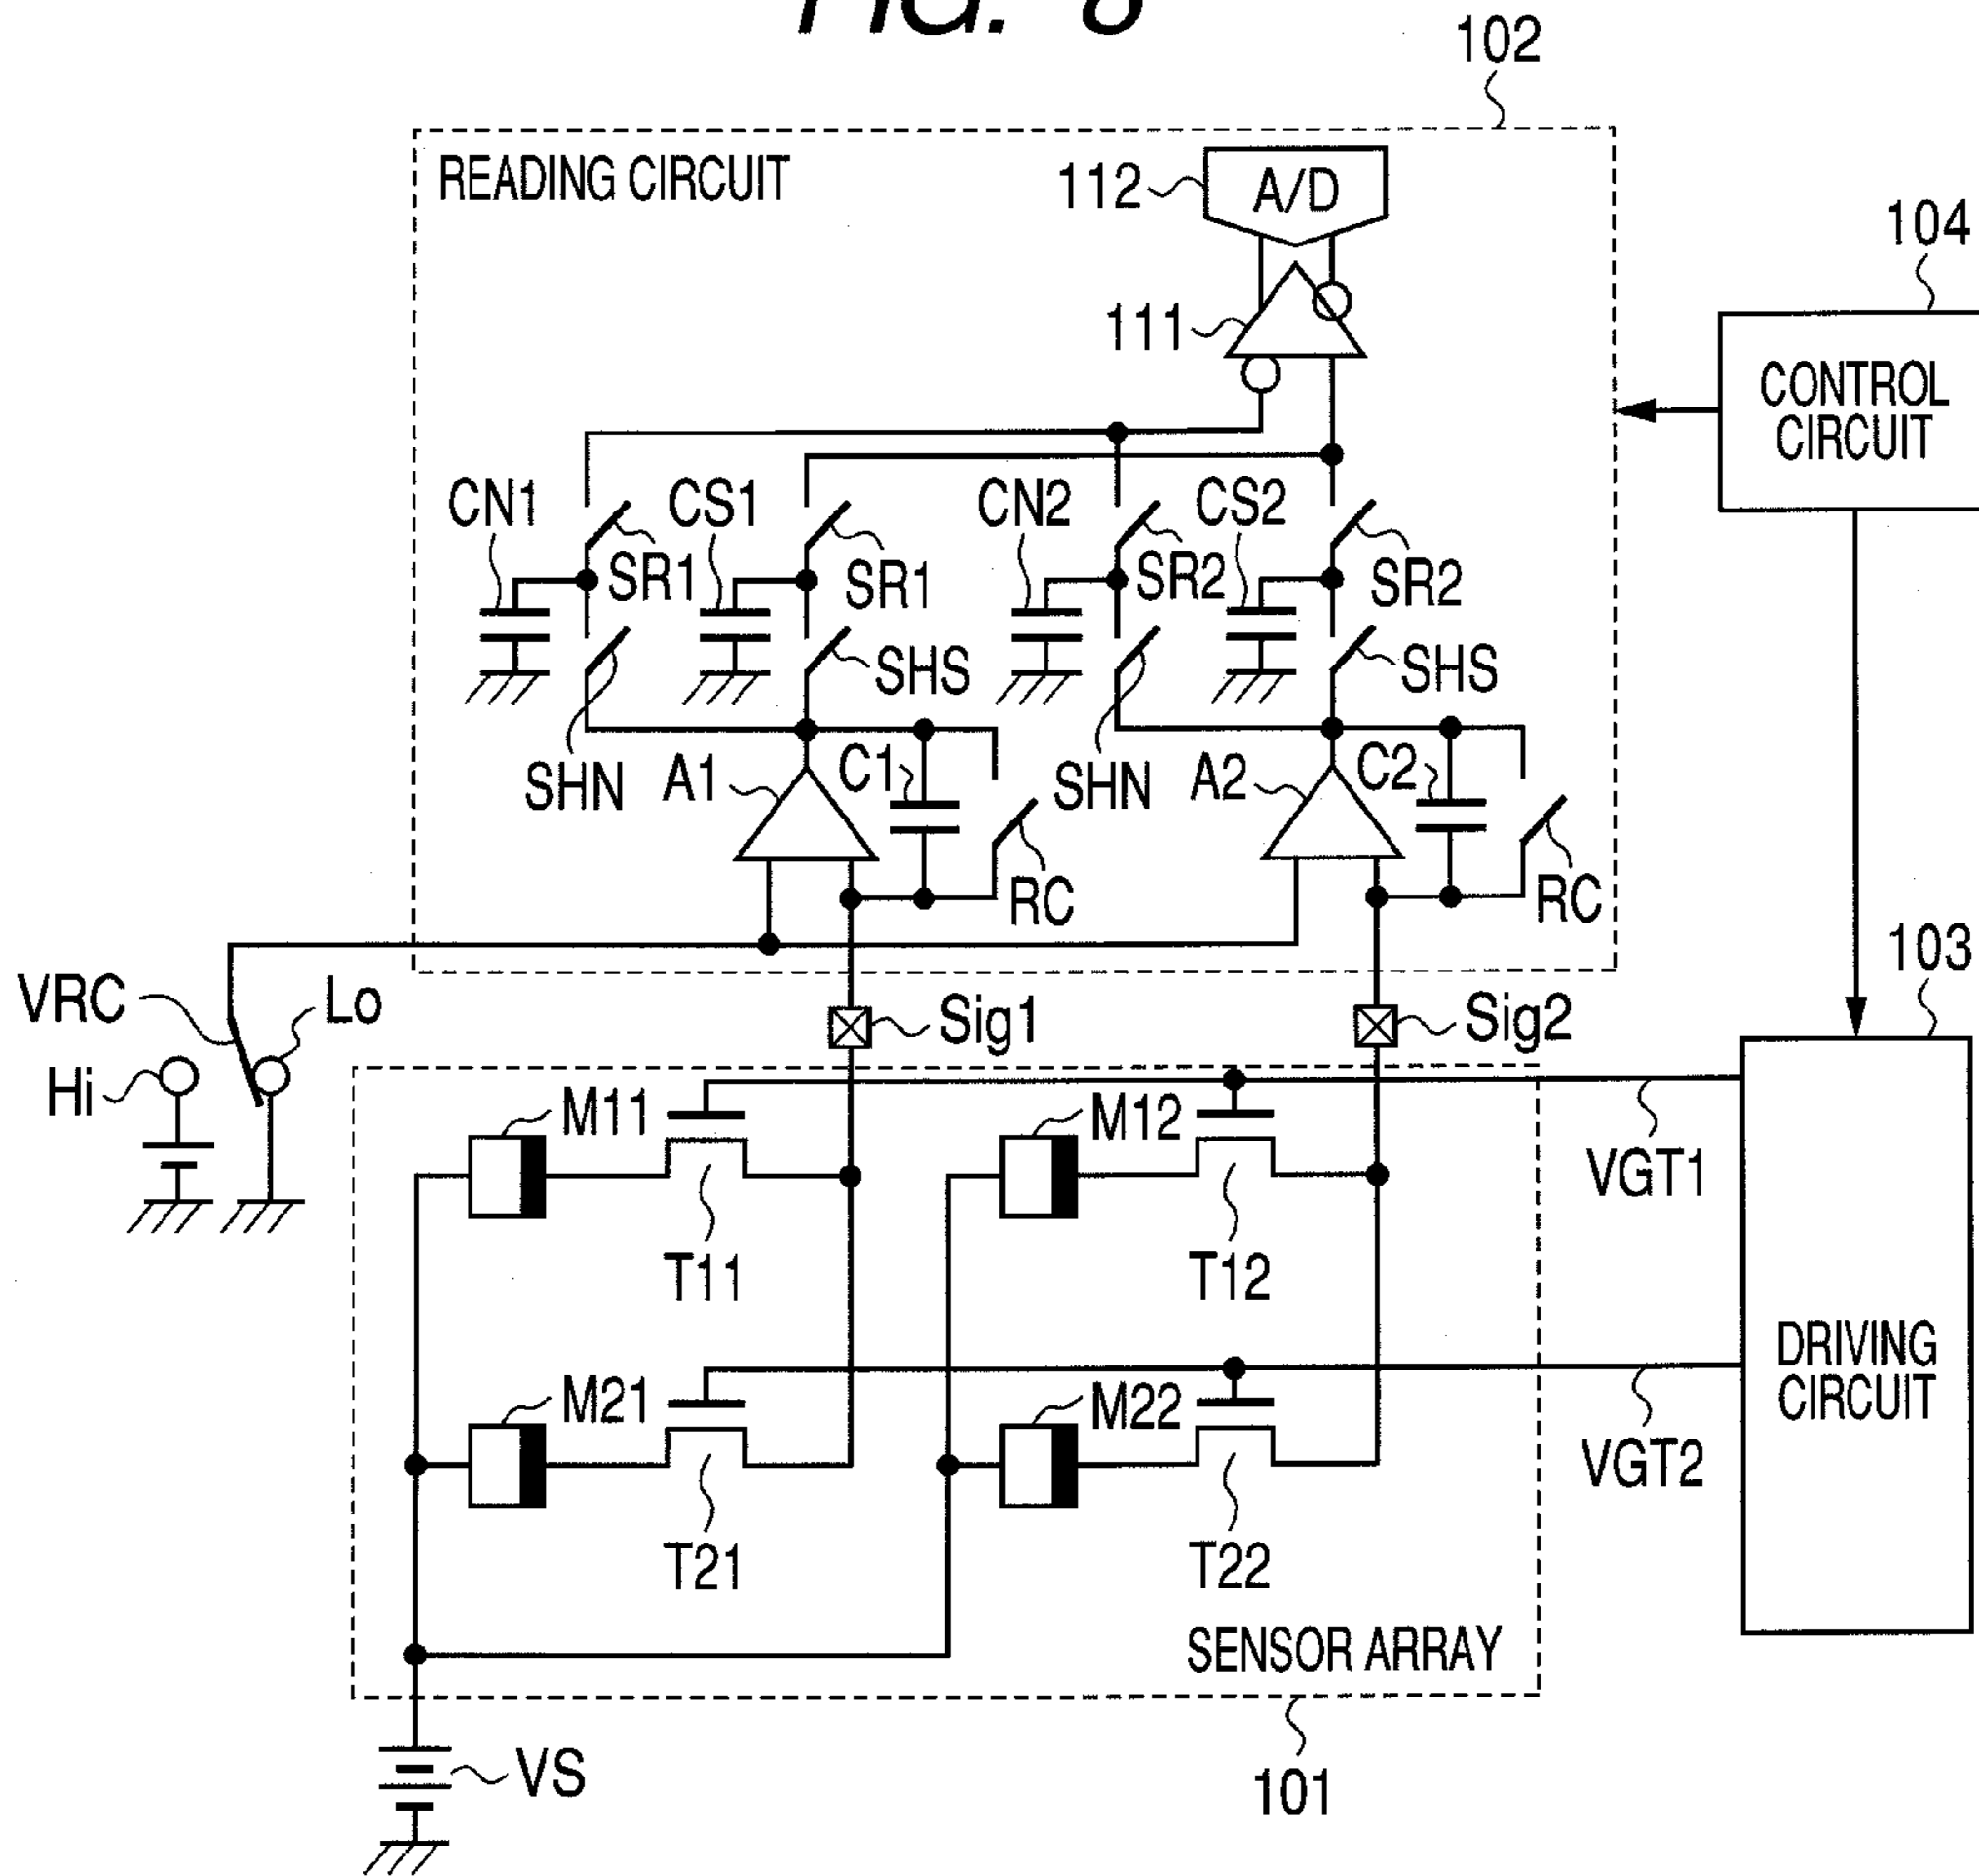 FIG.
102
READING CIRCUIT
112
A/D
104
111
CONTROL
CIRCUIT
CN1
CS1
CN2
CS2
SR1
SR1
SR2
SR2
SHS
SHS
SHN
A1
C1
SHN
A2
C2
RC
RC
103
VRC
Lo
Sig1
Sig2
Hi
M11
M12
VGT1
T11
T12
DRIVING
CIRCUIT
M21
M22
VGT2
T21
T22
SENSOR ARRAY
VS
101